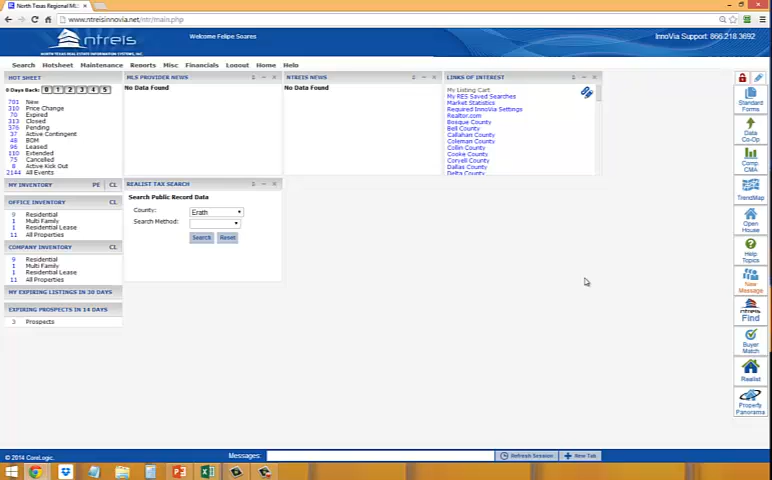 North Texas Regional ML
www.ntreisinnovia.net/ntr/main.php
ntreis
NORTH TEXAS REAL ESTATE INFORMATION SYSTEMS, INC.
Welcome Felipe Soares
InnoVia Support: 866.218.3692
Search Hotsheet Maintenance Reports Misc Financials Logout Home Help
HOT SHEET
0 Days Back: 0 1 2 3 4 5
701 New
310 Price Change
70 Expired
313 Closed
376 Pending
37 Active Contingent
48 BOM
96 Leased
110 Extended
75 Cancelled
8 Active Kick Out
2144 All Events
MY INVENTORY PE CL
OFFICE INVENTORY CL
9 Residential
1 Multi Family
1 Residential Lease
11 All Properties
COMPANY INVENTORY CL
9 Residential
1 Multi Family
1 Residential Lease
11 All Properties
MY EXPIRING LISTINGS IN 30 DAYS
EXPIRING PROSPECTS IN 14 DAYS
3 Prospects
MLS PROVIDER NEWS
No Data Found
NTREIS NEWS
No Data Found
LINKS OF INTEREST
My Listing Cart
My RES Saved Searches
Market Statistics
Required InnoVia Settings
Realtor.com
Bosque County
Bell County
Callahan County
Coleman County
Collin County
Cooke County
Coryell County
Dallas County
Delta County
REALIST TAX SEARCH
Search Public Record Data
County: Erath
Search Method:
Search Reset
Standard Forms
Data Co-Op
Comp. CMA
TrendMap
Open House
Help Topics
New Message
ntreis Find
Buyer Match
Realist
Property Panorama
© 2014 CoreLogic.
Messages:
Refresh Session
New Tab